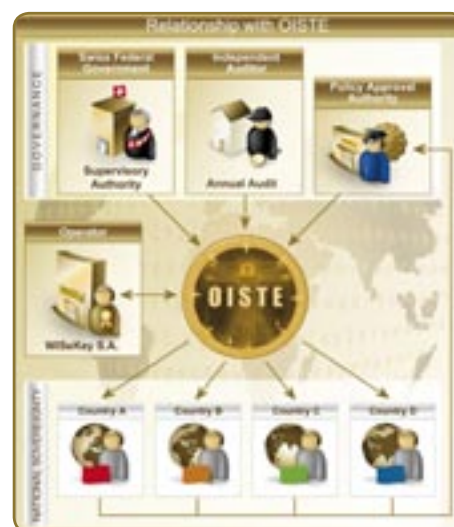 Relationship with OISTE
GOVERNANCE
Swiss Federal
Government
Supervisory
Authority
Independent
Auditor
Annual Audit
Policy Approval
Authority
Operator
WISeKey S.A.
OISTE
NATIONAL SOVEREIGNTY
Country A
Country B
Country C
Country D